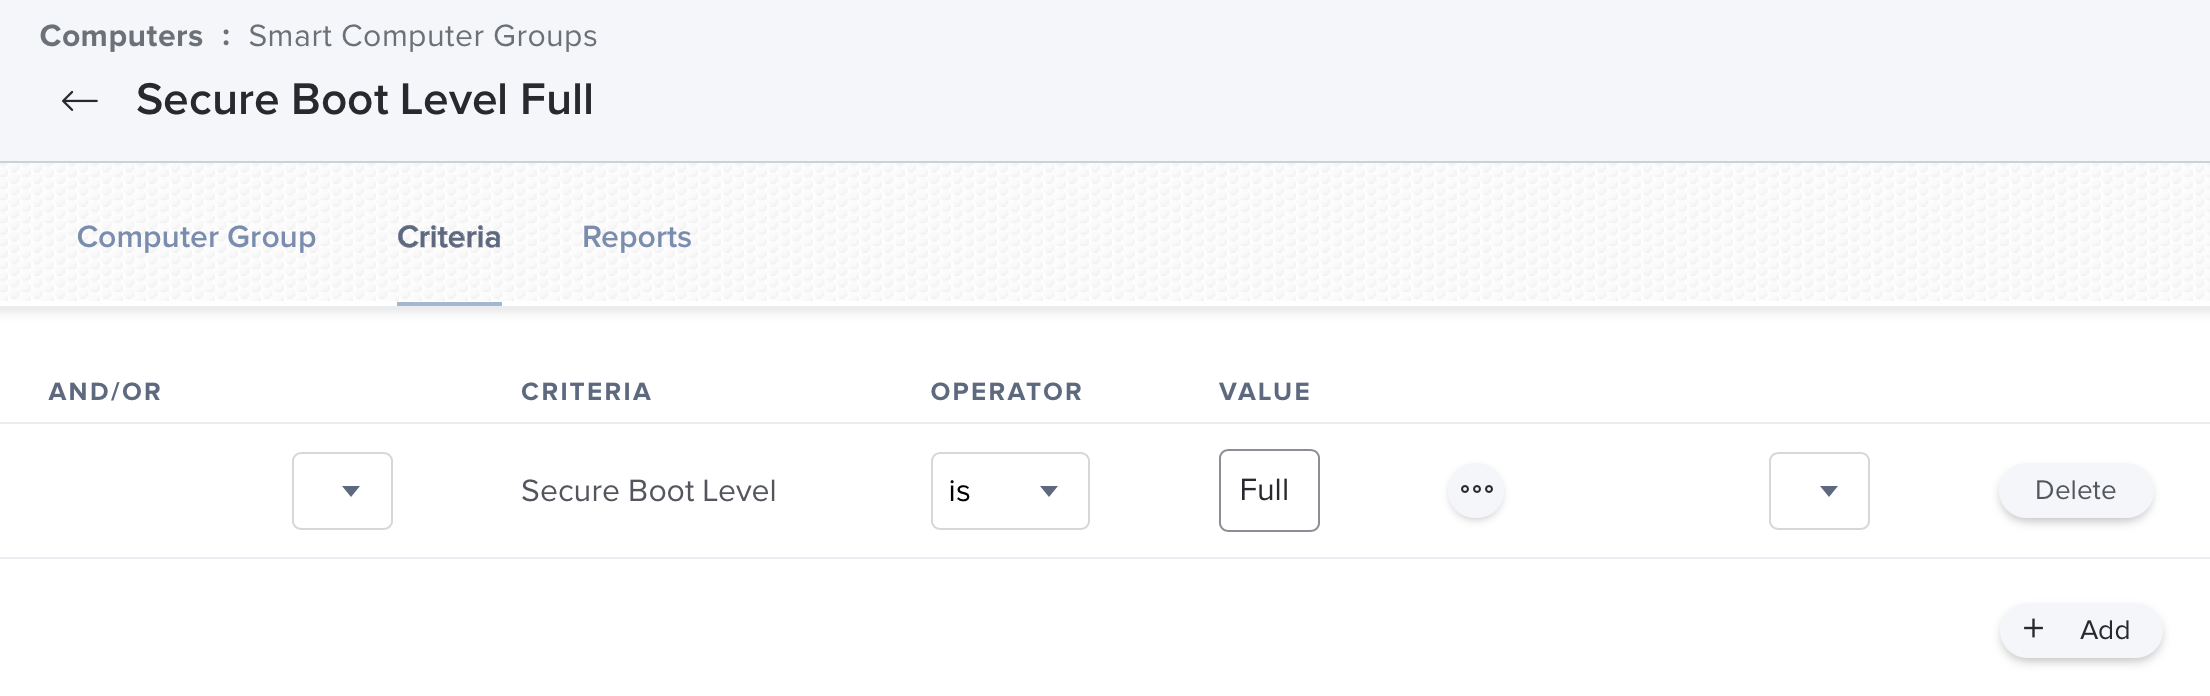 Computers : Smart Computer Groups
← Secure Boot Level Full
Computer Group Criteria Reports
AND/OR CRITERIA OPERATOR VALUE
Secure Boot Level is Full Delete
+ Add